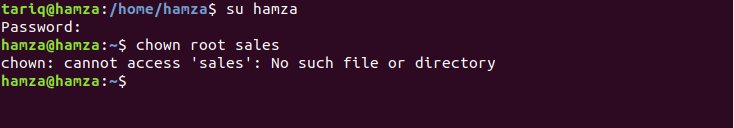 tariq@hamza:/home/hamza$ su hamza
Password:
hamza@hamza:~$ chown root sales
chown: cannot access 'sales': No such file or directory
hamza@hamza:~$